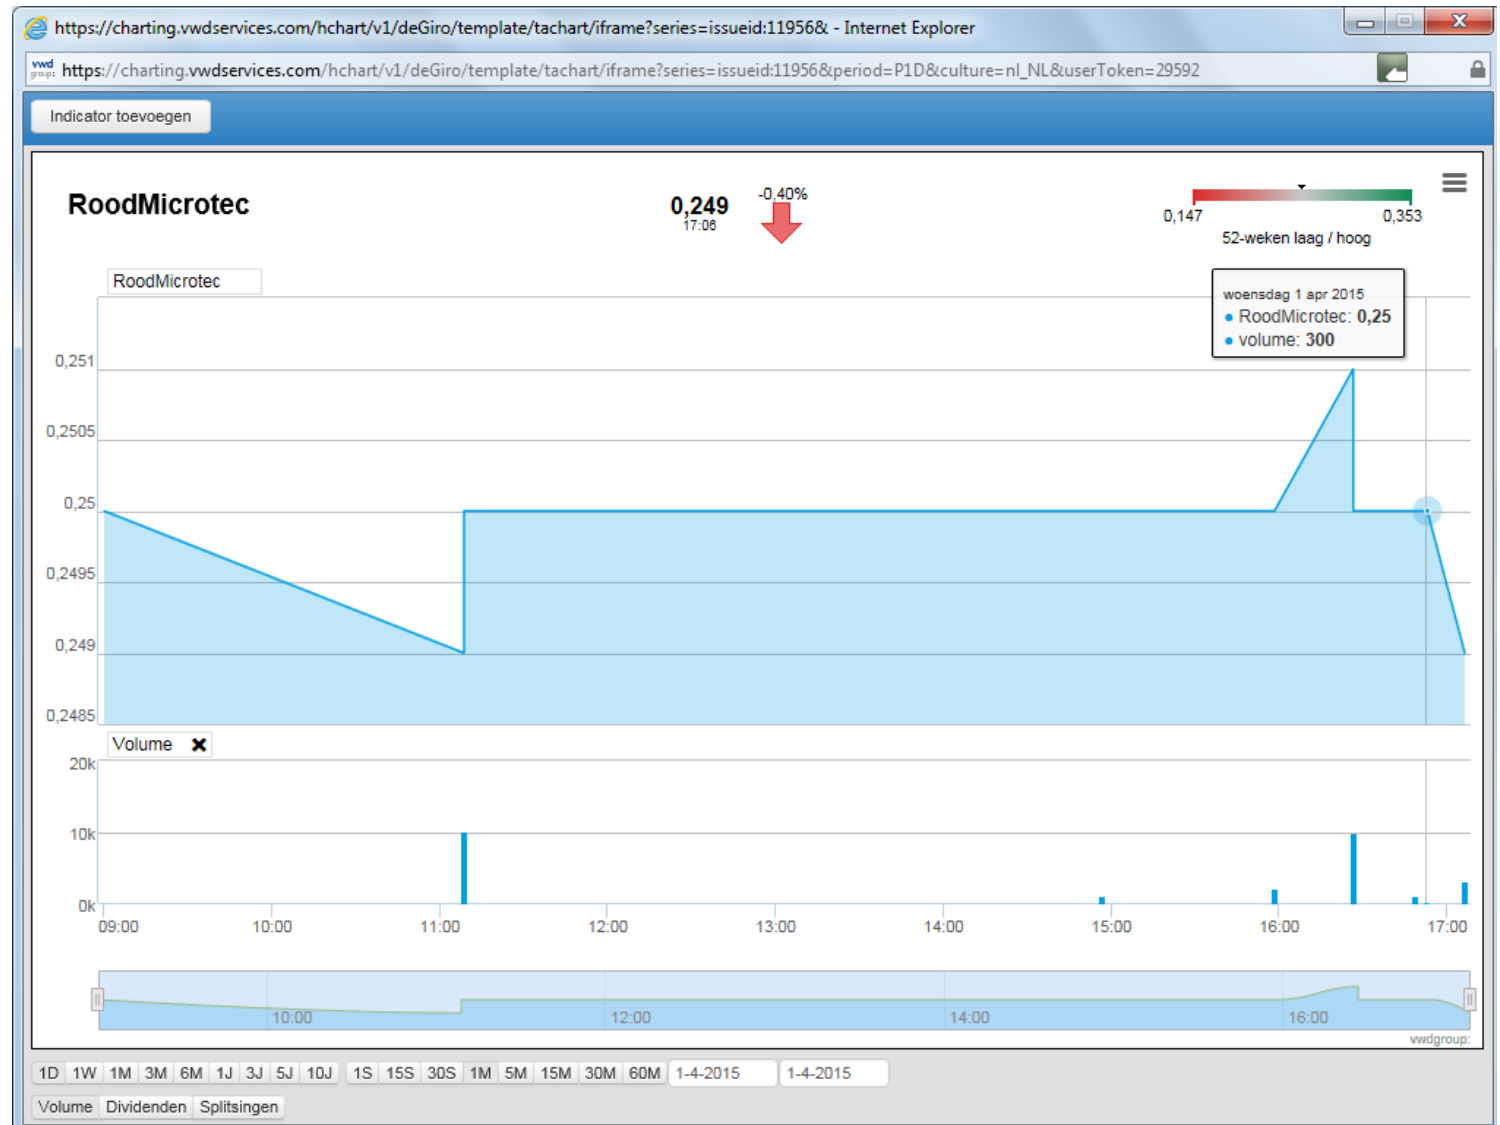 https://charting.vwdservices.com/hchart/v1/deGiro/template/tachart/iframe?series=issueid:11956& - Internet Explorer
vwd group: https://charting.vwdservices.com/hchart/v1/deGiro/template/tachart/iframe?series=issueid:11956&period=P1D&culture=nl_NL&userToken=29592
Indicator toevoegen
RoodMicrotec
0,249
17:06
-0,40%
0,147 0,353
52-weken laag / hoog
RoodMicrotec
woensdag 1 apr 2015
RoodMicrotec: 0,25
volume: 300
0,251
0,2505
0,25
0,2495
0,249
0,2485
Volume
20k
10k
0k
09:00 10:00 11:00 12:00 13:00 14:00 15:00 16:00 17:00
10:00 12:00 14:00 16:00
vwdgroup:
1D 1W 1M 3M 6M 1J 3J 5J 10J 1S 15S 30S 1M 5M 15M 30M 60M 1-4-2015 1-4-2015
Volume Dividenden Splitsingen